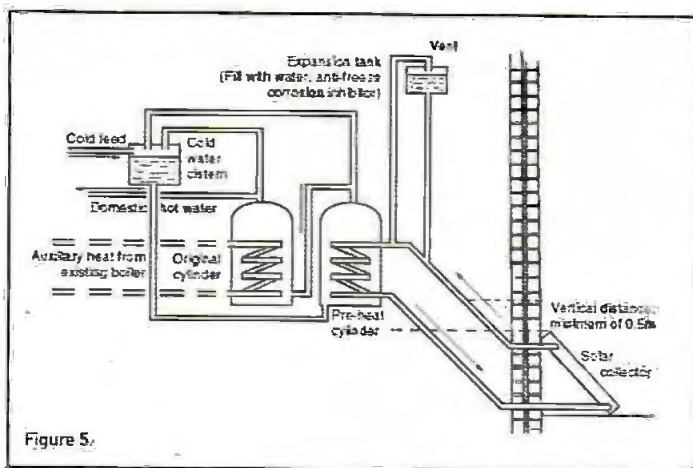 Vent
Expansion tank
(Fill with water, anti-freeze
corrosion inhibitor)
Cold feed
Cold
water
cistern
Domestic hot water
Auxiliary heat from
existing boiler
Original
cylinder
Pre-heat
cylinder
Vertical distance
minimum of 0.5m
Solar
collector
Figure 5.